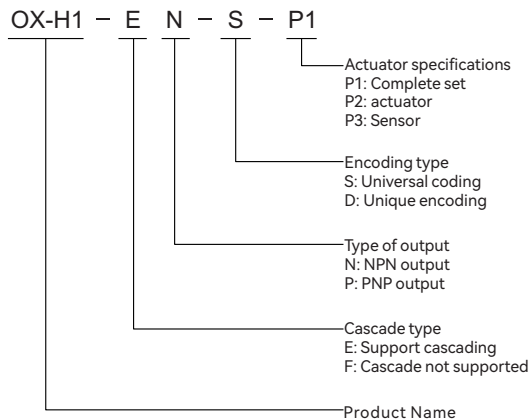 OX-H1 - E N - S - P1
Actuator specifications
P1: Complete set
P2: actuator
P3: Sensor
Encoding type
S: Universal coding
D: Unique encoding
Type of output
N: NPN output
P: PNP output
Cascade type
E: Support cascading
F: Cascade not supported
Product Name